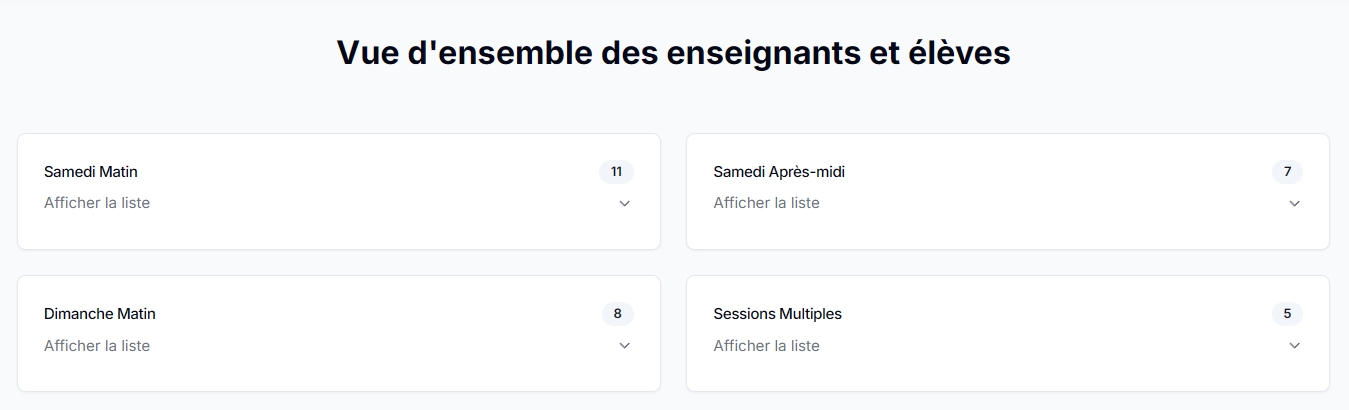 Vue d'ensemble des enseignants et élèves
Samedi Matin 11
Afficher la liste
Samedi Après-midi 7
Afficher la liste
Dimanche Matin 8
Afficher la liste
Sessions Multiples 5
Afficher la liste